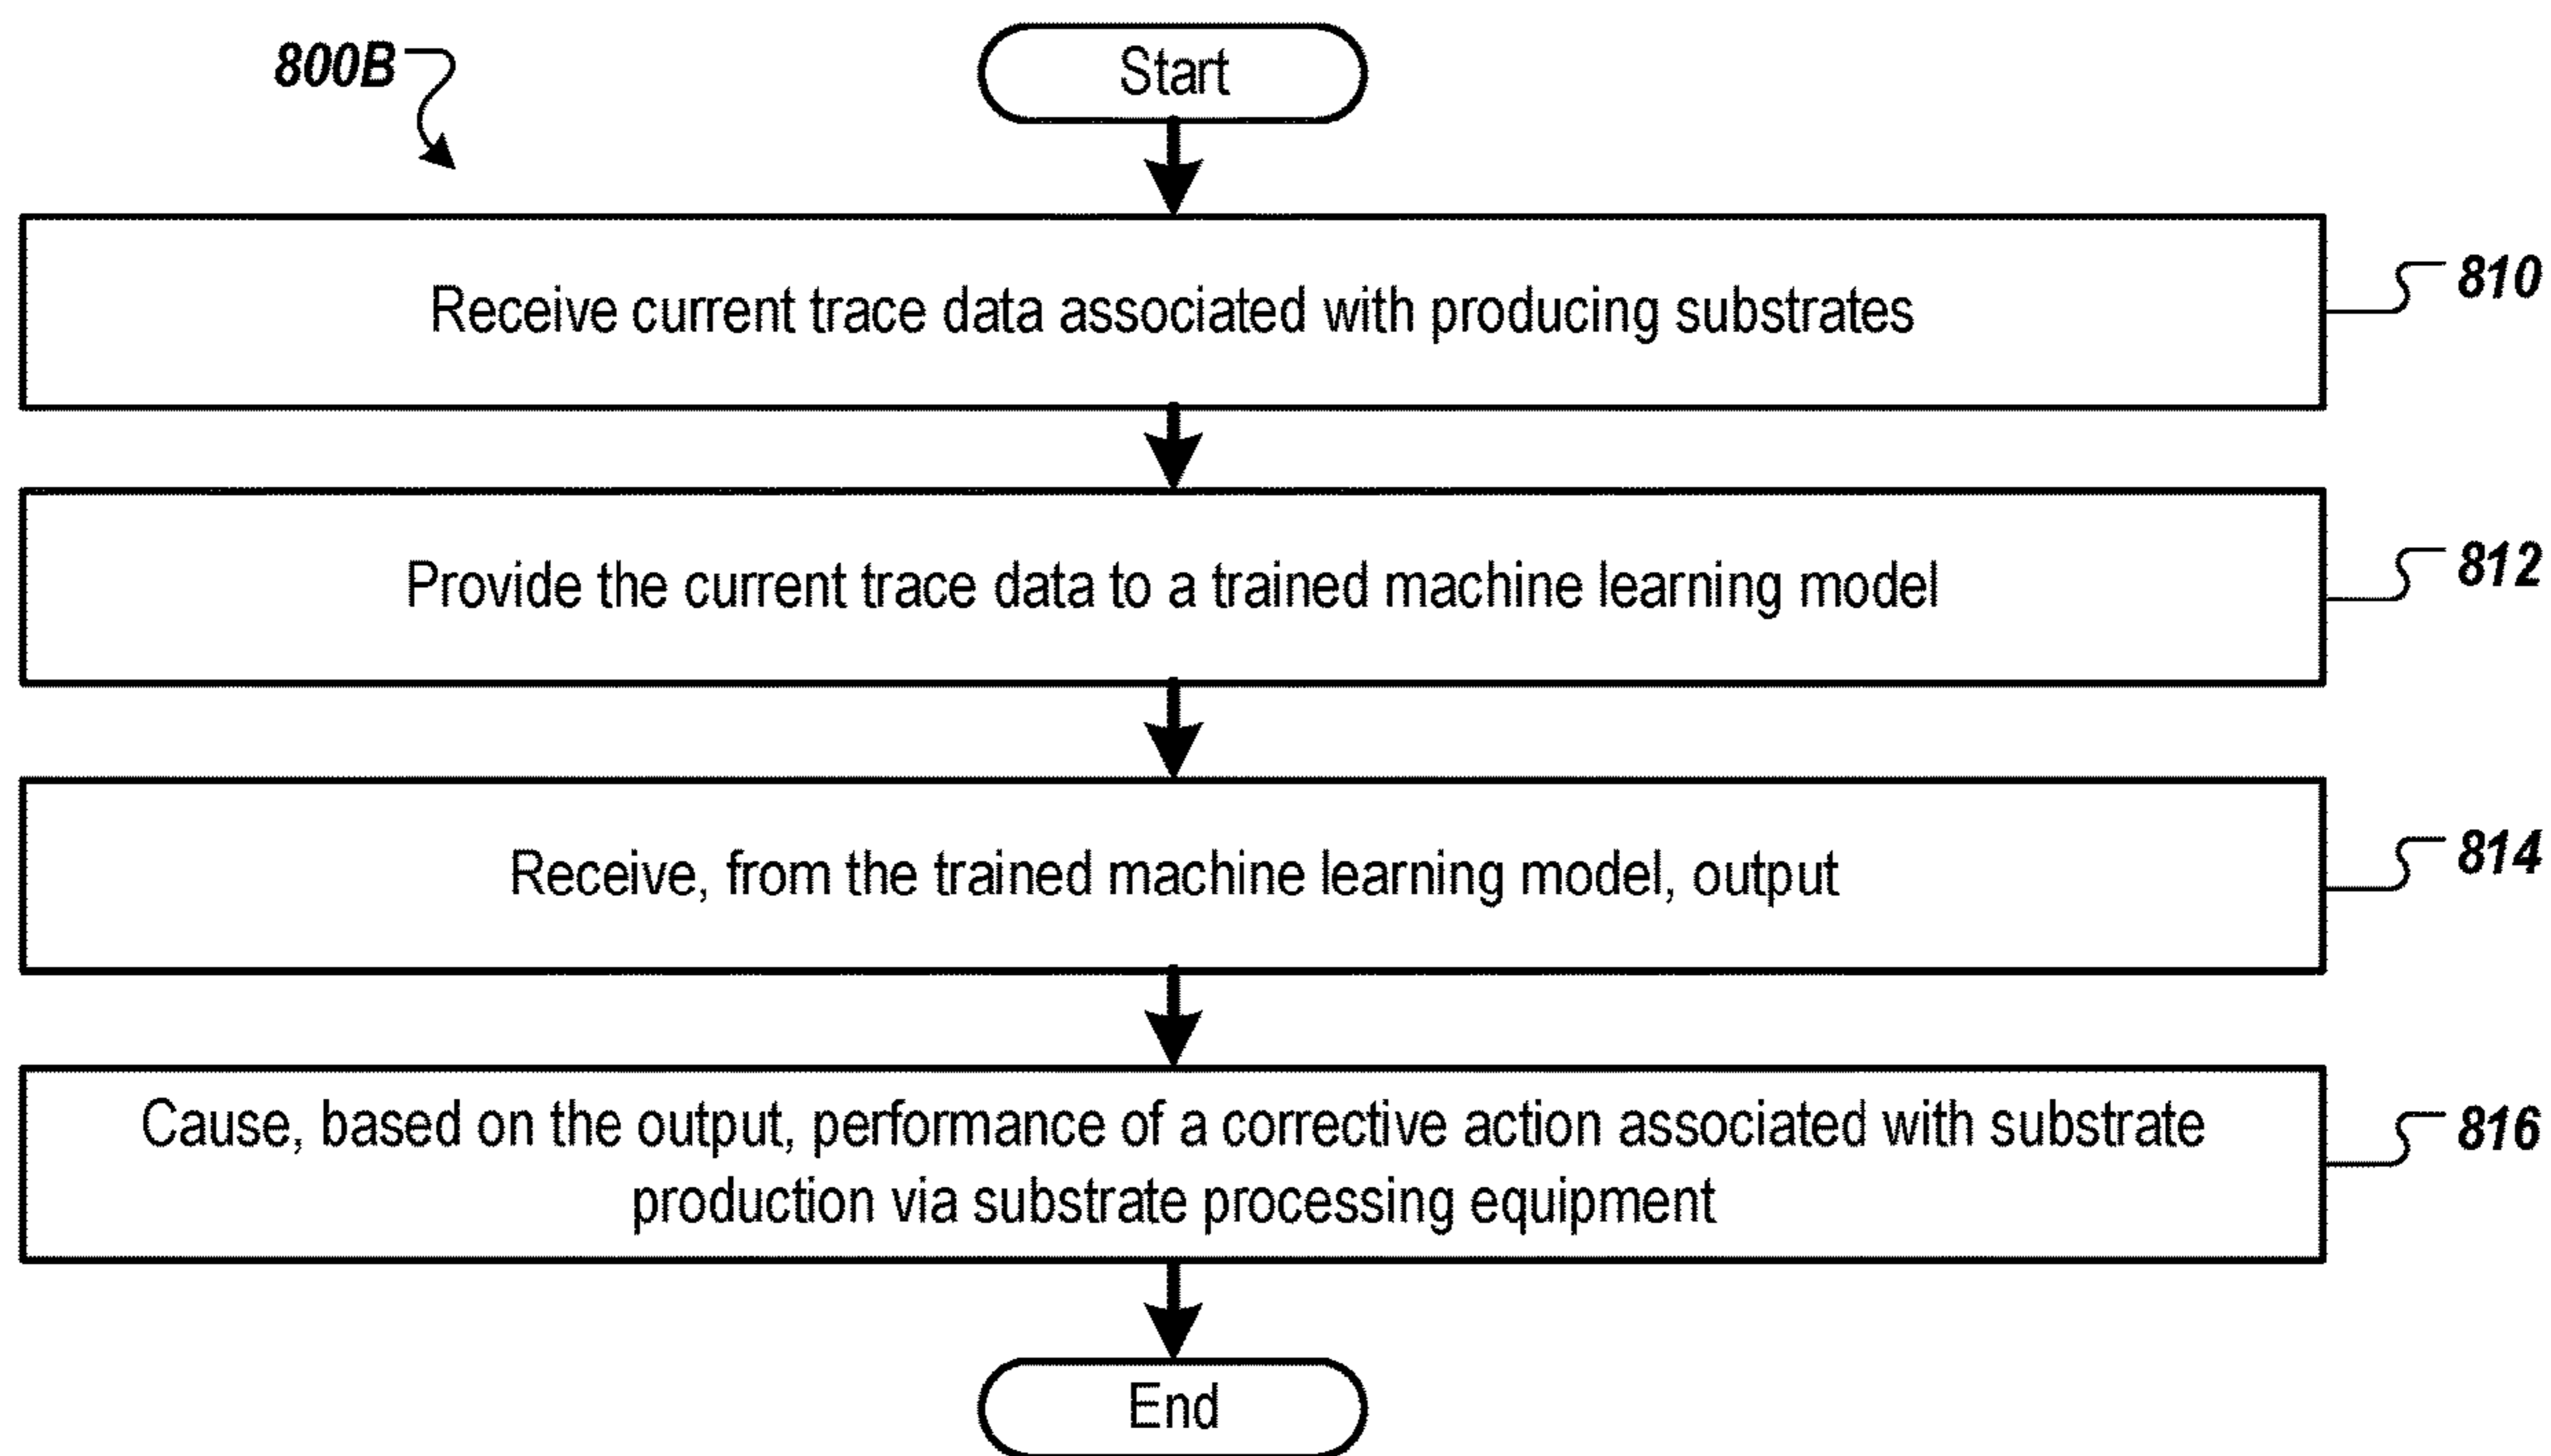 800B
Start
Receive current trace data associated with producing substrates
810
Provide the current trace data to a trained machine learning model
812
Receive, from the trained machine learning model, output
814
Cause, based on the output, performance of a corrective action associated with substrate
production via substrate processing equipment
816
End